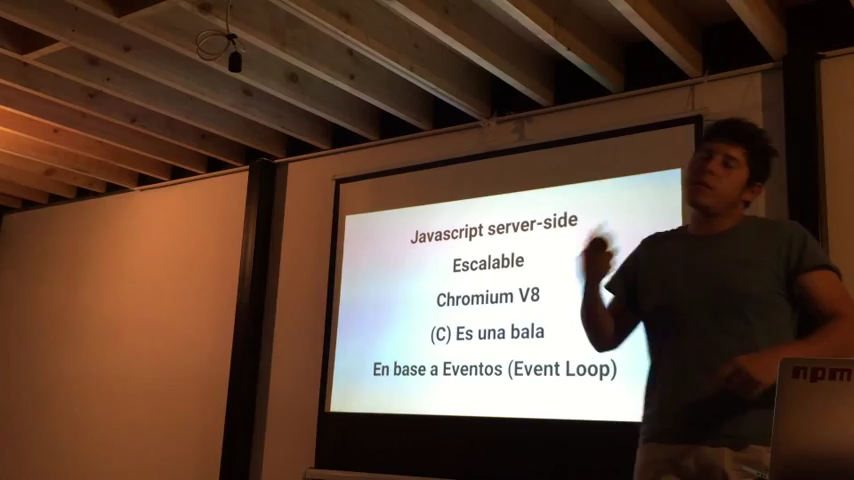 Javascript server-side
Escalable
Chromium V8
(C) Es una bala
En base a Eventos (Event Loop)
npm